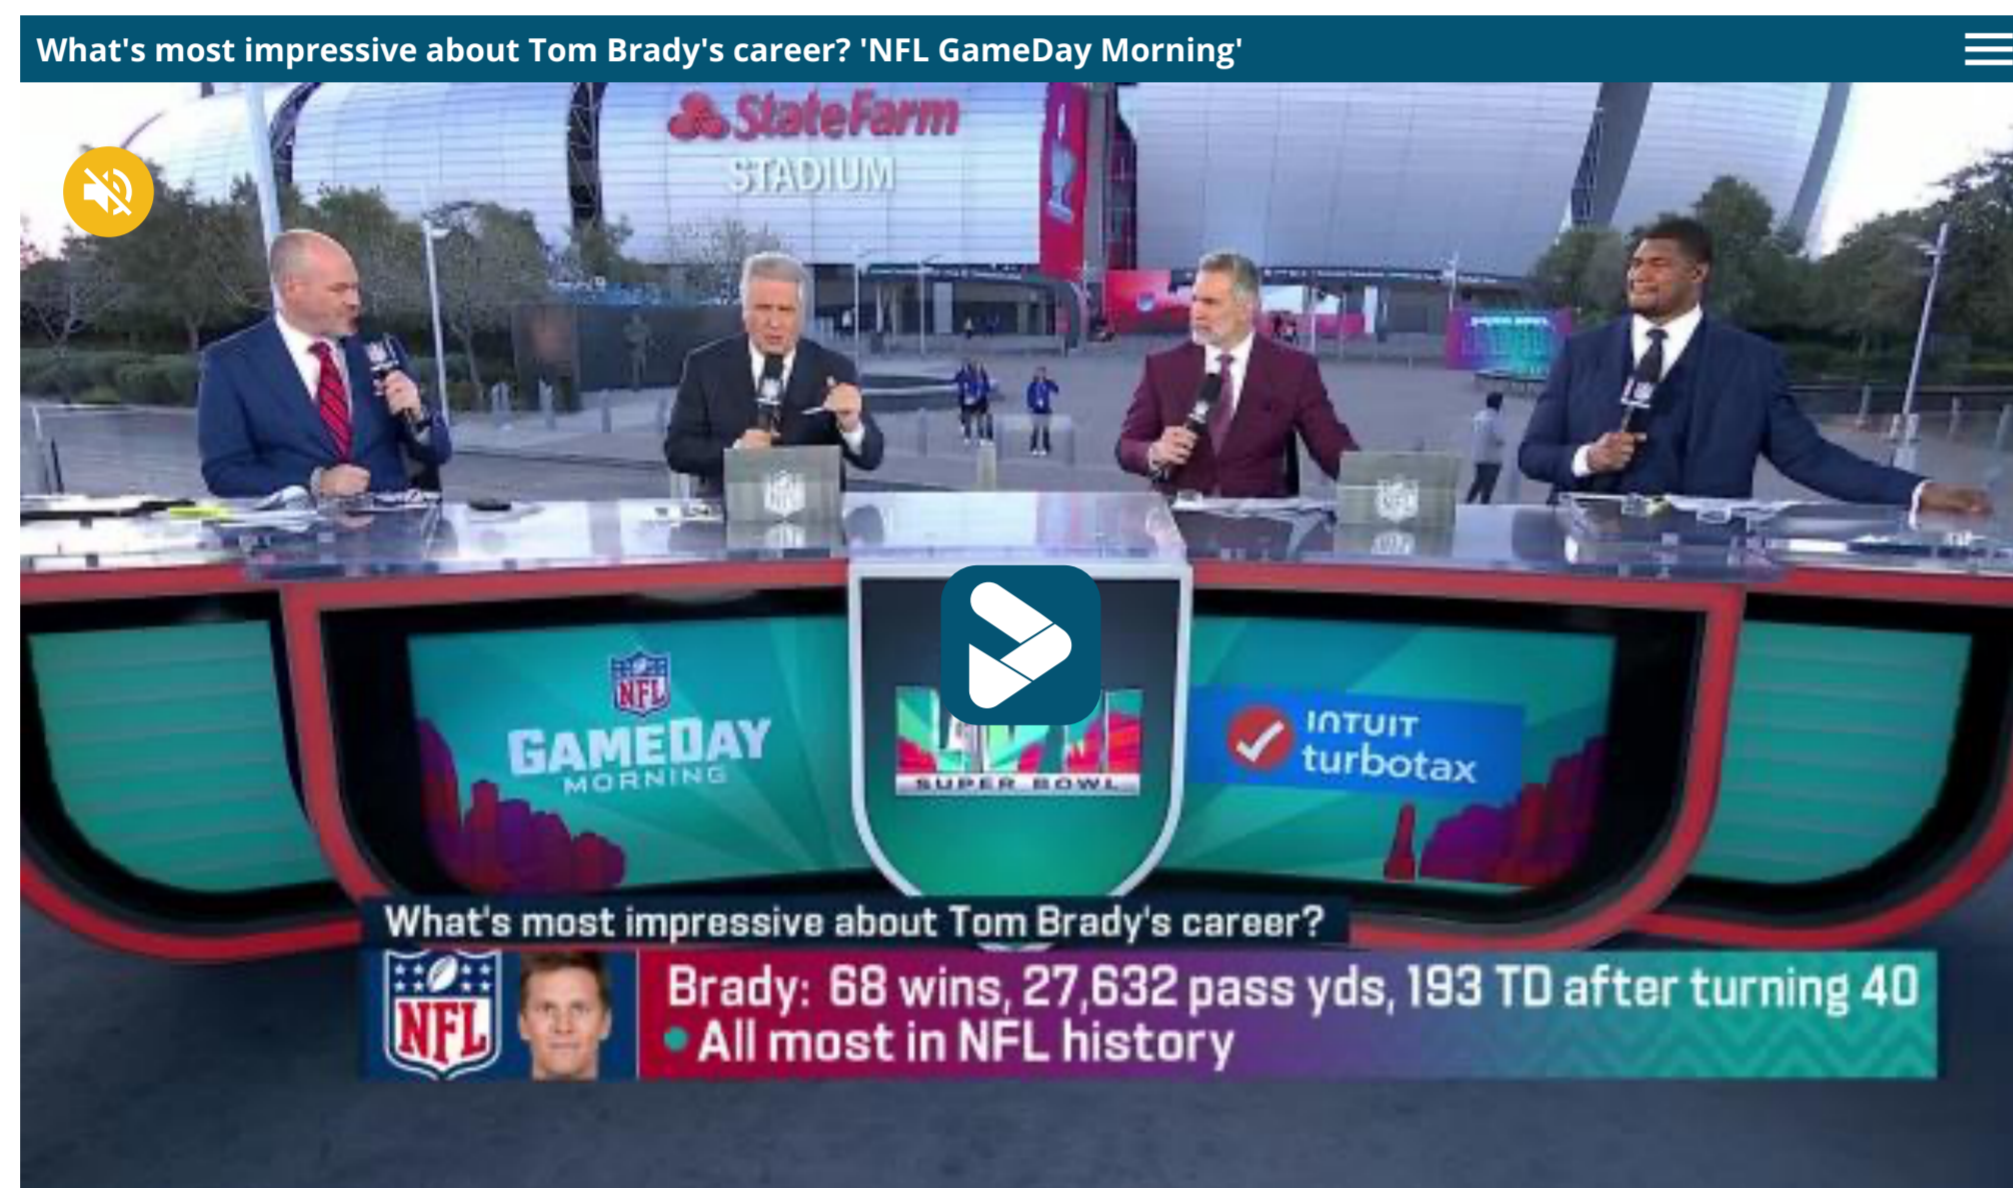 What's most impressive about Tom Brady's career? 'NFL GameDay Morning'
StateFarm
STADIUM
NFL
GAMEDAY
MORNING
SUPER BOWL
INTUIT
turbotax
What's most impressive about Tom Brady's career?
NFL
Brady: 68 wins, 27,632 pass yds, 193 TD after turning 40
• All most in NFL history